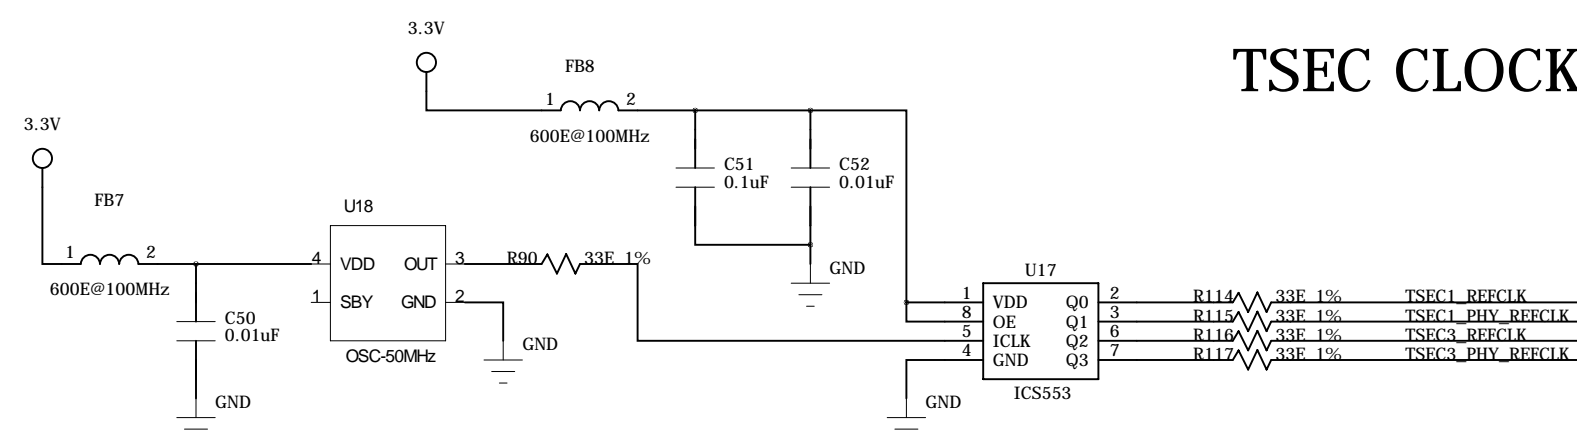 3.3V
FB8
TSEC CLOCK
1 2
600E@100MHz
3.3V
C51
0.1uF
C52
0.01uF
FB7
U18
1 2
4 VDD OUT 3
R90 33E 1%
GND
600E@100MHz
1 SBY GND 2
C50
0.01uF
OSC-50MHz
GND
GND
U17
1 VDD Q0 2
R114 33E 1% TSEC1_REFCLK
8 OE Q1 3
R115 33E 1% TSEC1_PHY_REFCLK
5 ICLK Q2 6
R116 33E 1% TSEC3_REFCLK
4 GND Q3 7
R117 33E 1% TSEC3_PHY_REFCLK
ICS553
GND